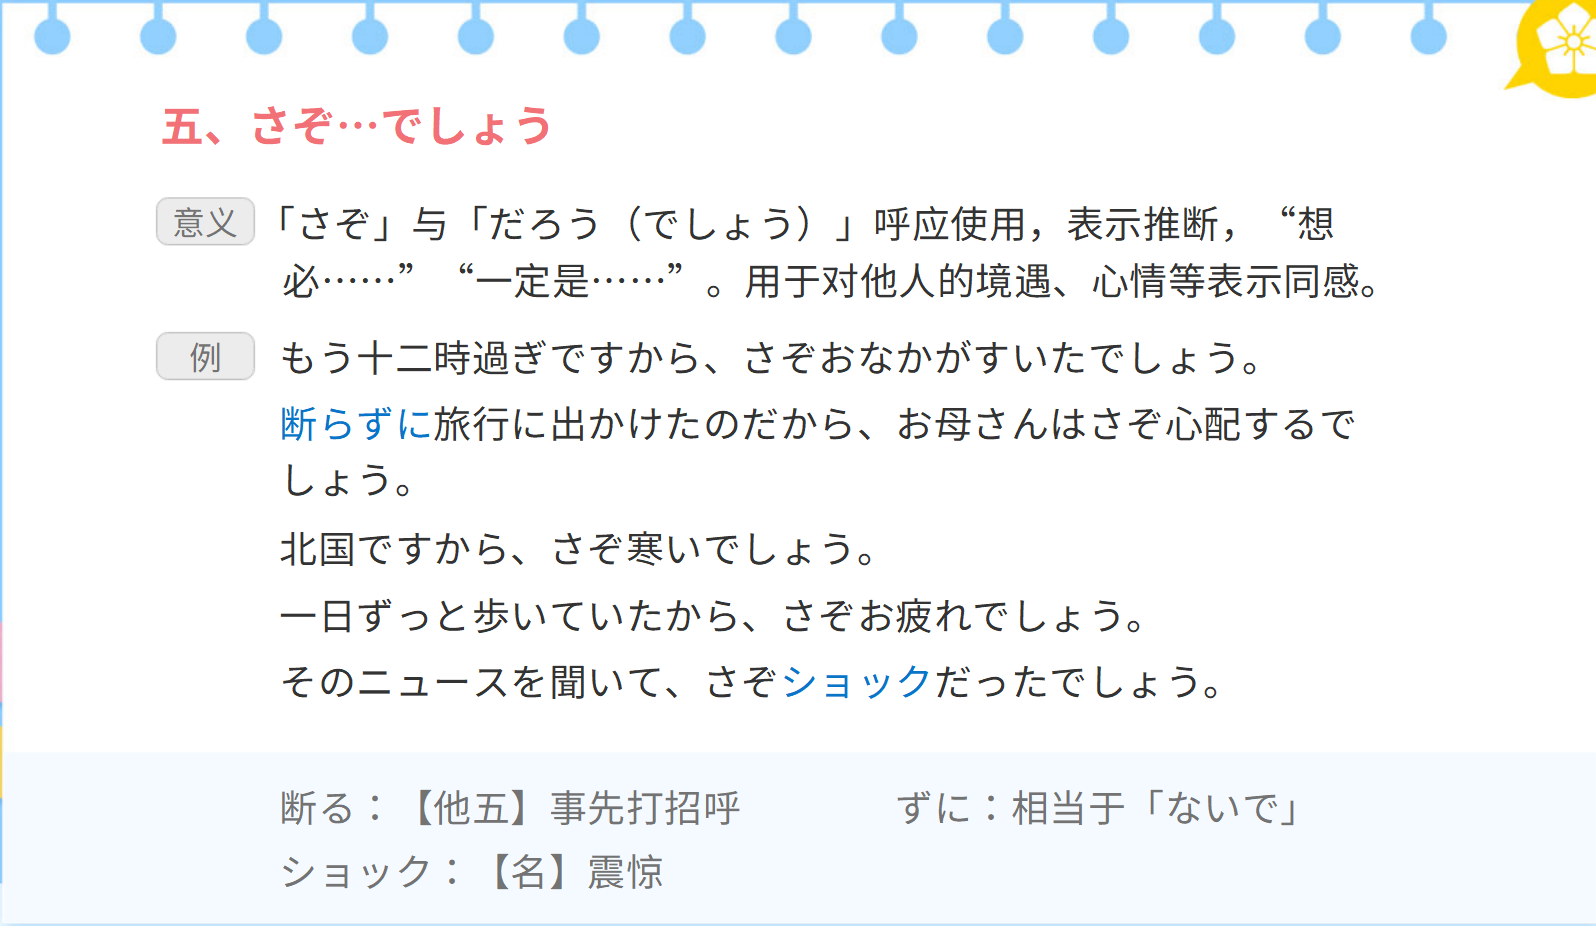 五、さぞ…でしょう
意义 「さぞ」与「だろう（でしょう）」呼应使用，表示推断，“想
必……”“一定是……”。用于对他人的境遇、心情等表示同感。
例 もう十二時過ぎですから、さぞおなかがすいたでしょう。
断らずに旅行に出かけたのだから、お母さんはさぞ心配するで
しょう。
北国ですから、さぞ寒いでしょう。
一日ずっと歩いていたから、さぞお疲れでしょう。
そのニュースを聞いて、さぞショックだったでしょう。
断る：【他五】事先打招呼 ずに：相当于「ないで」
ショック：【名】震惊